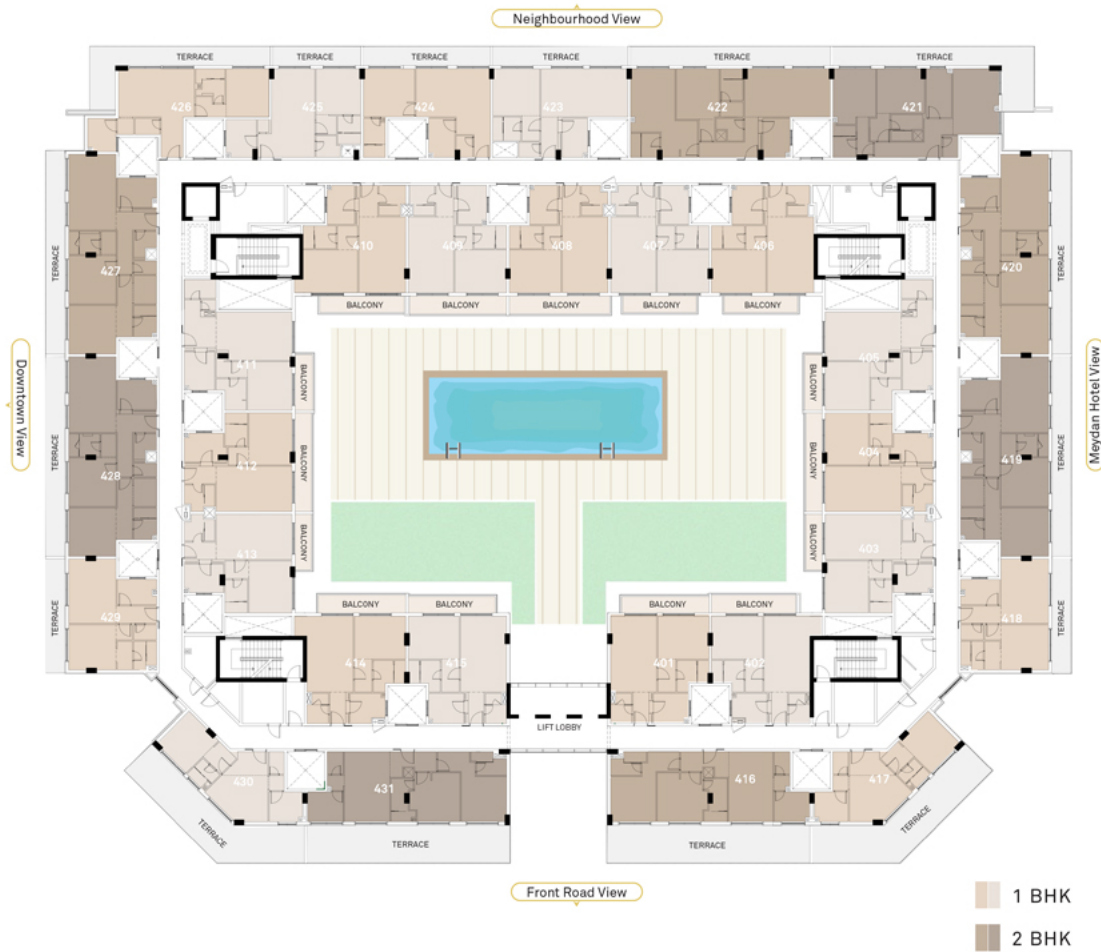 Neighbourhood View
TERRACE TERRACE TERRACE TERRACE TERRACE TERRACE
426 425 424 423 422 421
410 409 408 407 406
BALCONY BALCONY BALCONY BALCONY BALCONY
TERRACE
427
420
TERRACE
411
BALCONY
BALCONY
405
Downtown View
Meydan Hotel View
TERRACE
428
412
BALCONY
BALCONY
404
419
TERRACE
413
BALCONY
BALCONY
403
TERRACE
429
418
TERRACE
BALCONY BALCONY BALCONY BALCONY
414 415 401 402
LIFT LOBBY
430 431 416 417
TERRACE TERRACE TERRACE TERRACE
Front Road View
1 BHK
2 BHK